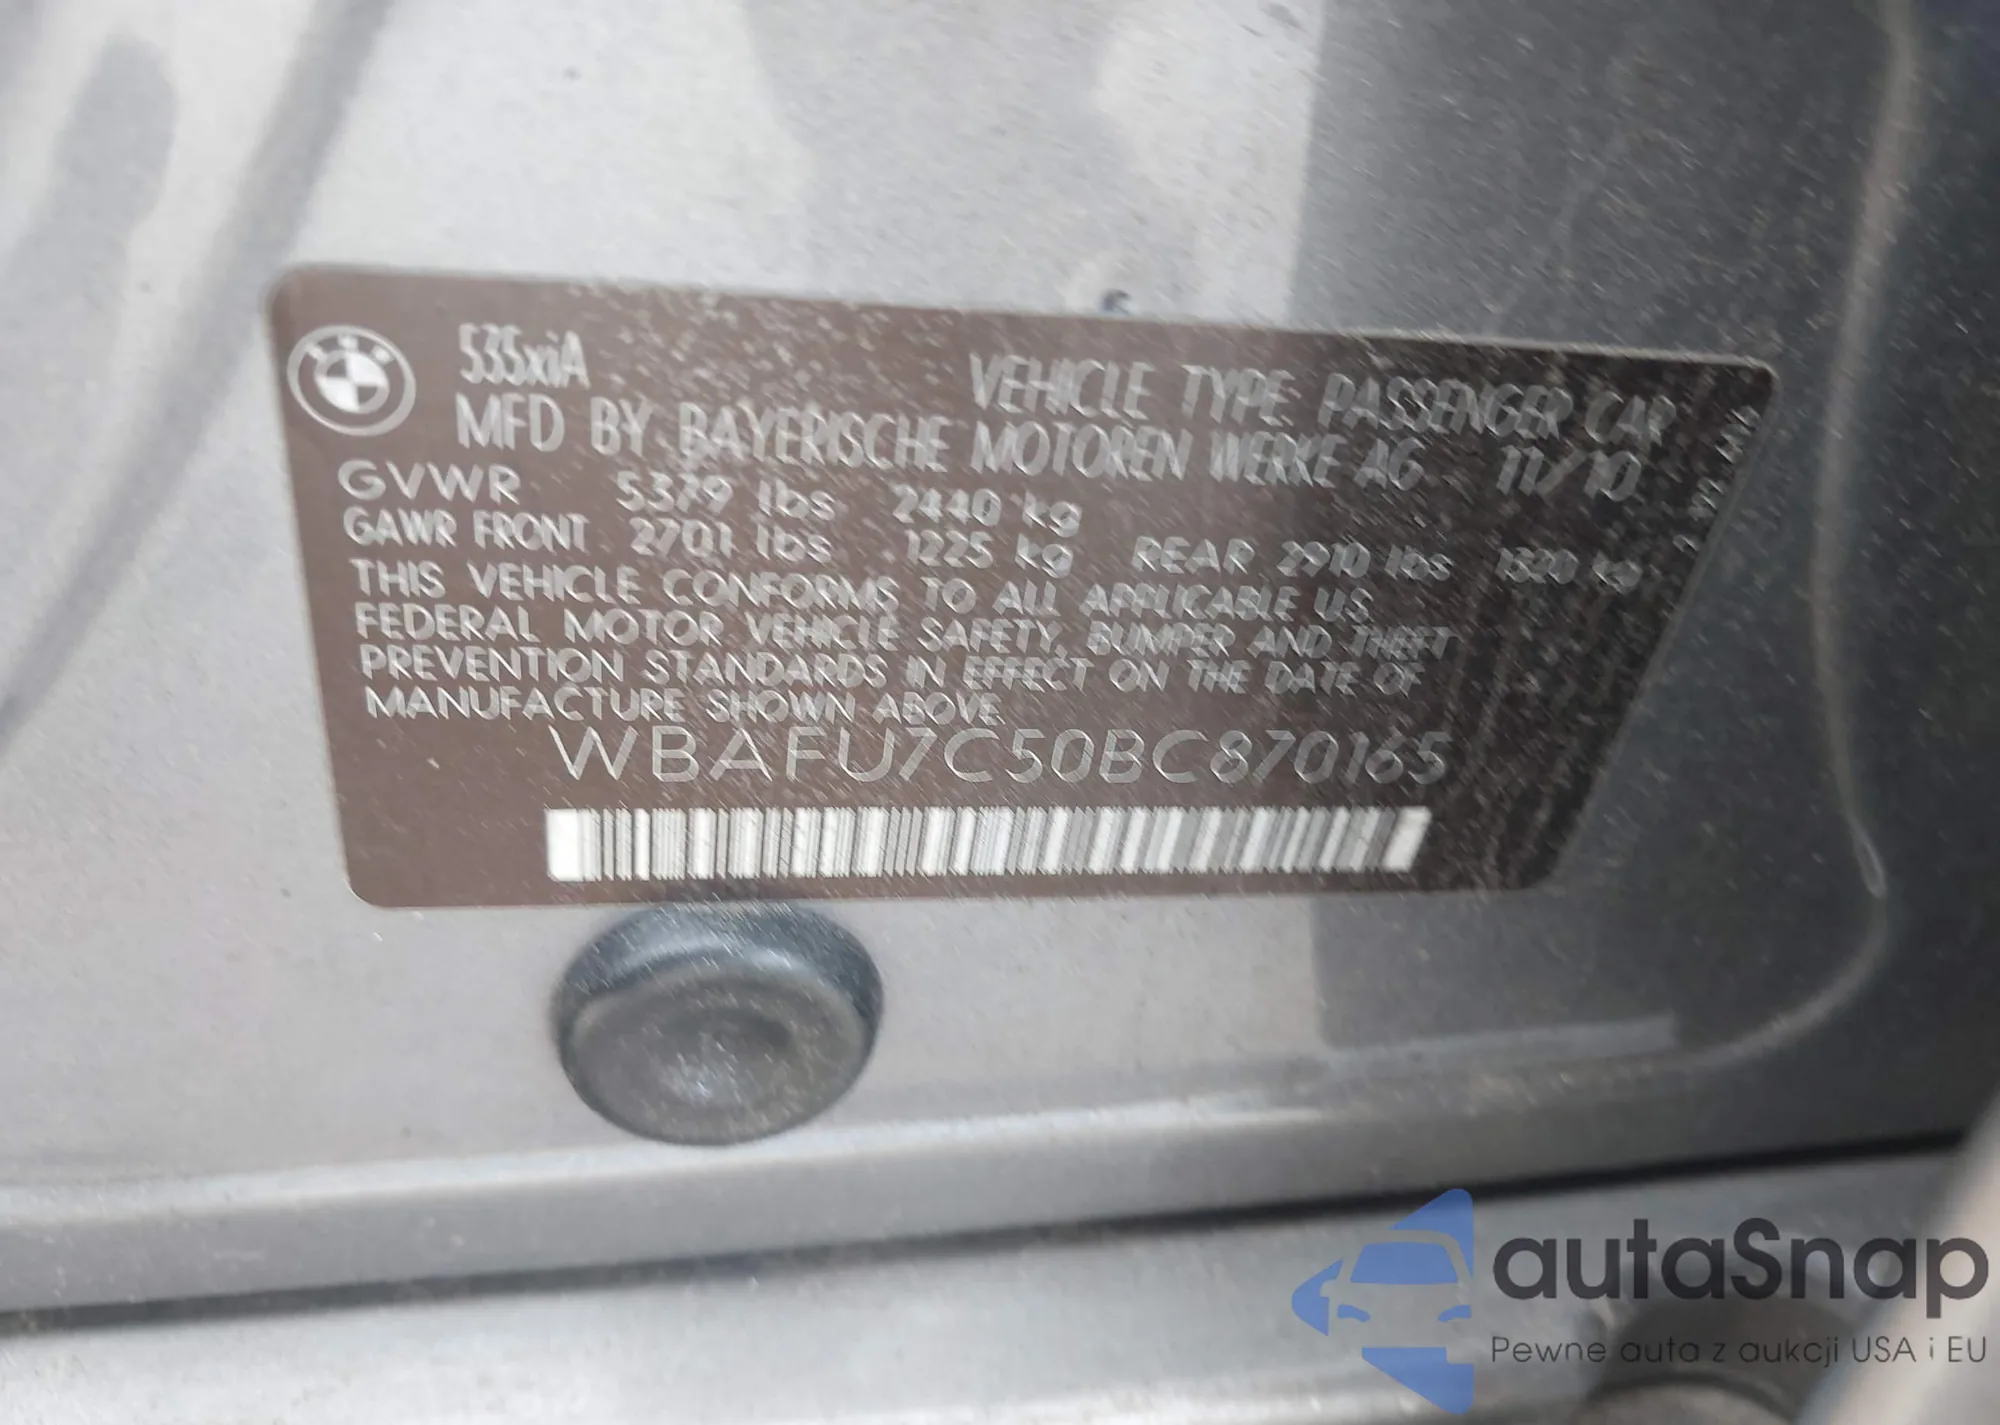 535xiA
VEHICLE TYPE: PASSENGER CAR
MFD BY BAYERISCHE MOTOREN WERKE AG 11/10
GVWR 5379 lbs 2440 kg
GAWR FRONT 2701 lbs 1225 kg REAR 2910 lbs 1320 kg
THIS VEHICLE CONFORMS TO ALL APPLICABLE U.S.
FEDERAL MOTOR VEHICLE SAFETY, BUMPER AND THEFT
PREVENTION STANDARDS IN EFFECT ON THE DATE OF
MANUFACTURE SHOWN ABOVE.
WBAFU7C50BC870165
autaSnap
Pewne auta z aukcji USA i EU